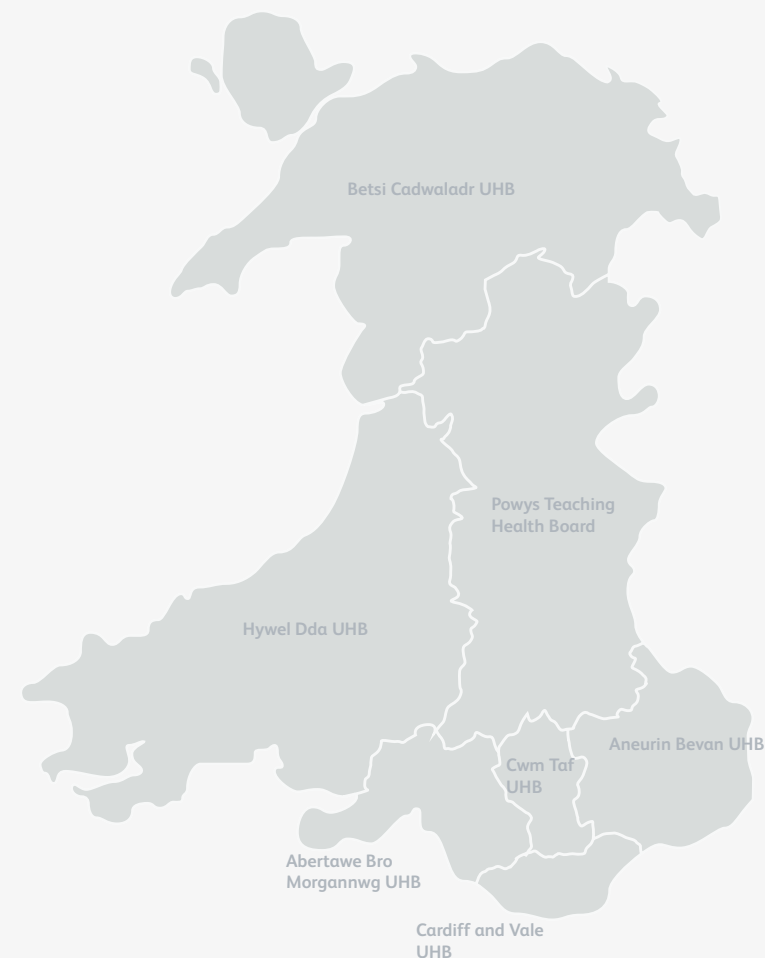 Betsi Cadwaladr UHB
Powys Teaching
Health Board
Hywel Dda UHB
Aneurin Bevan UHB
Cwm Taf
UHB
Abertawe Bro
Morgannwg UHB
Cardiff and Vale
UHB